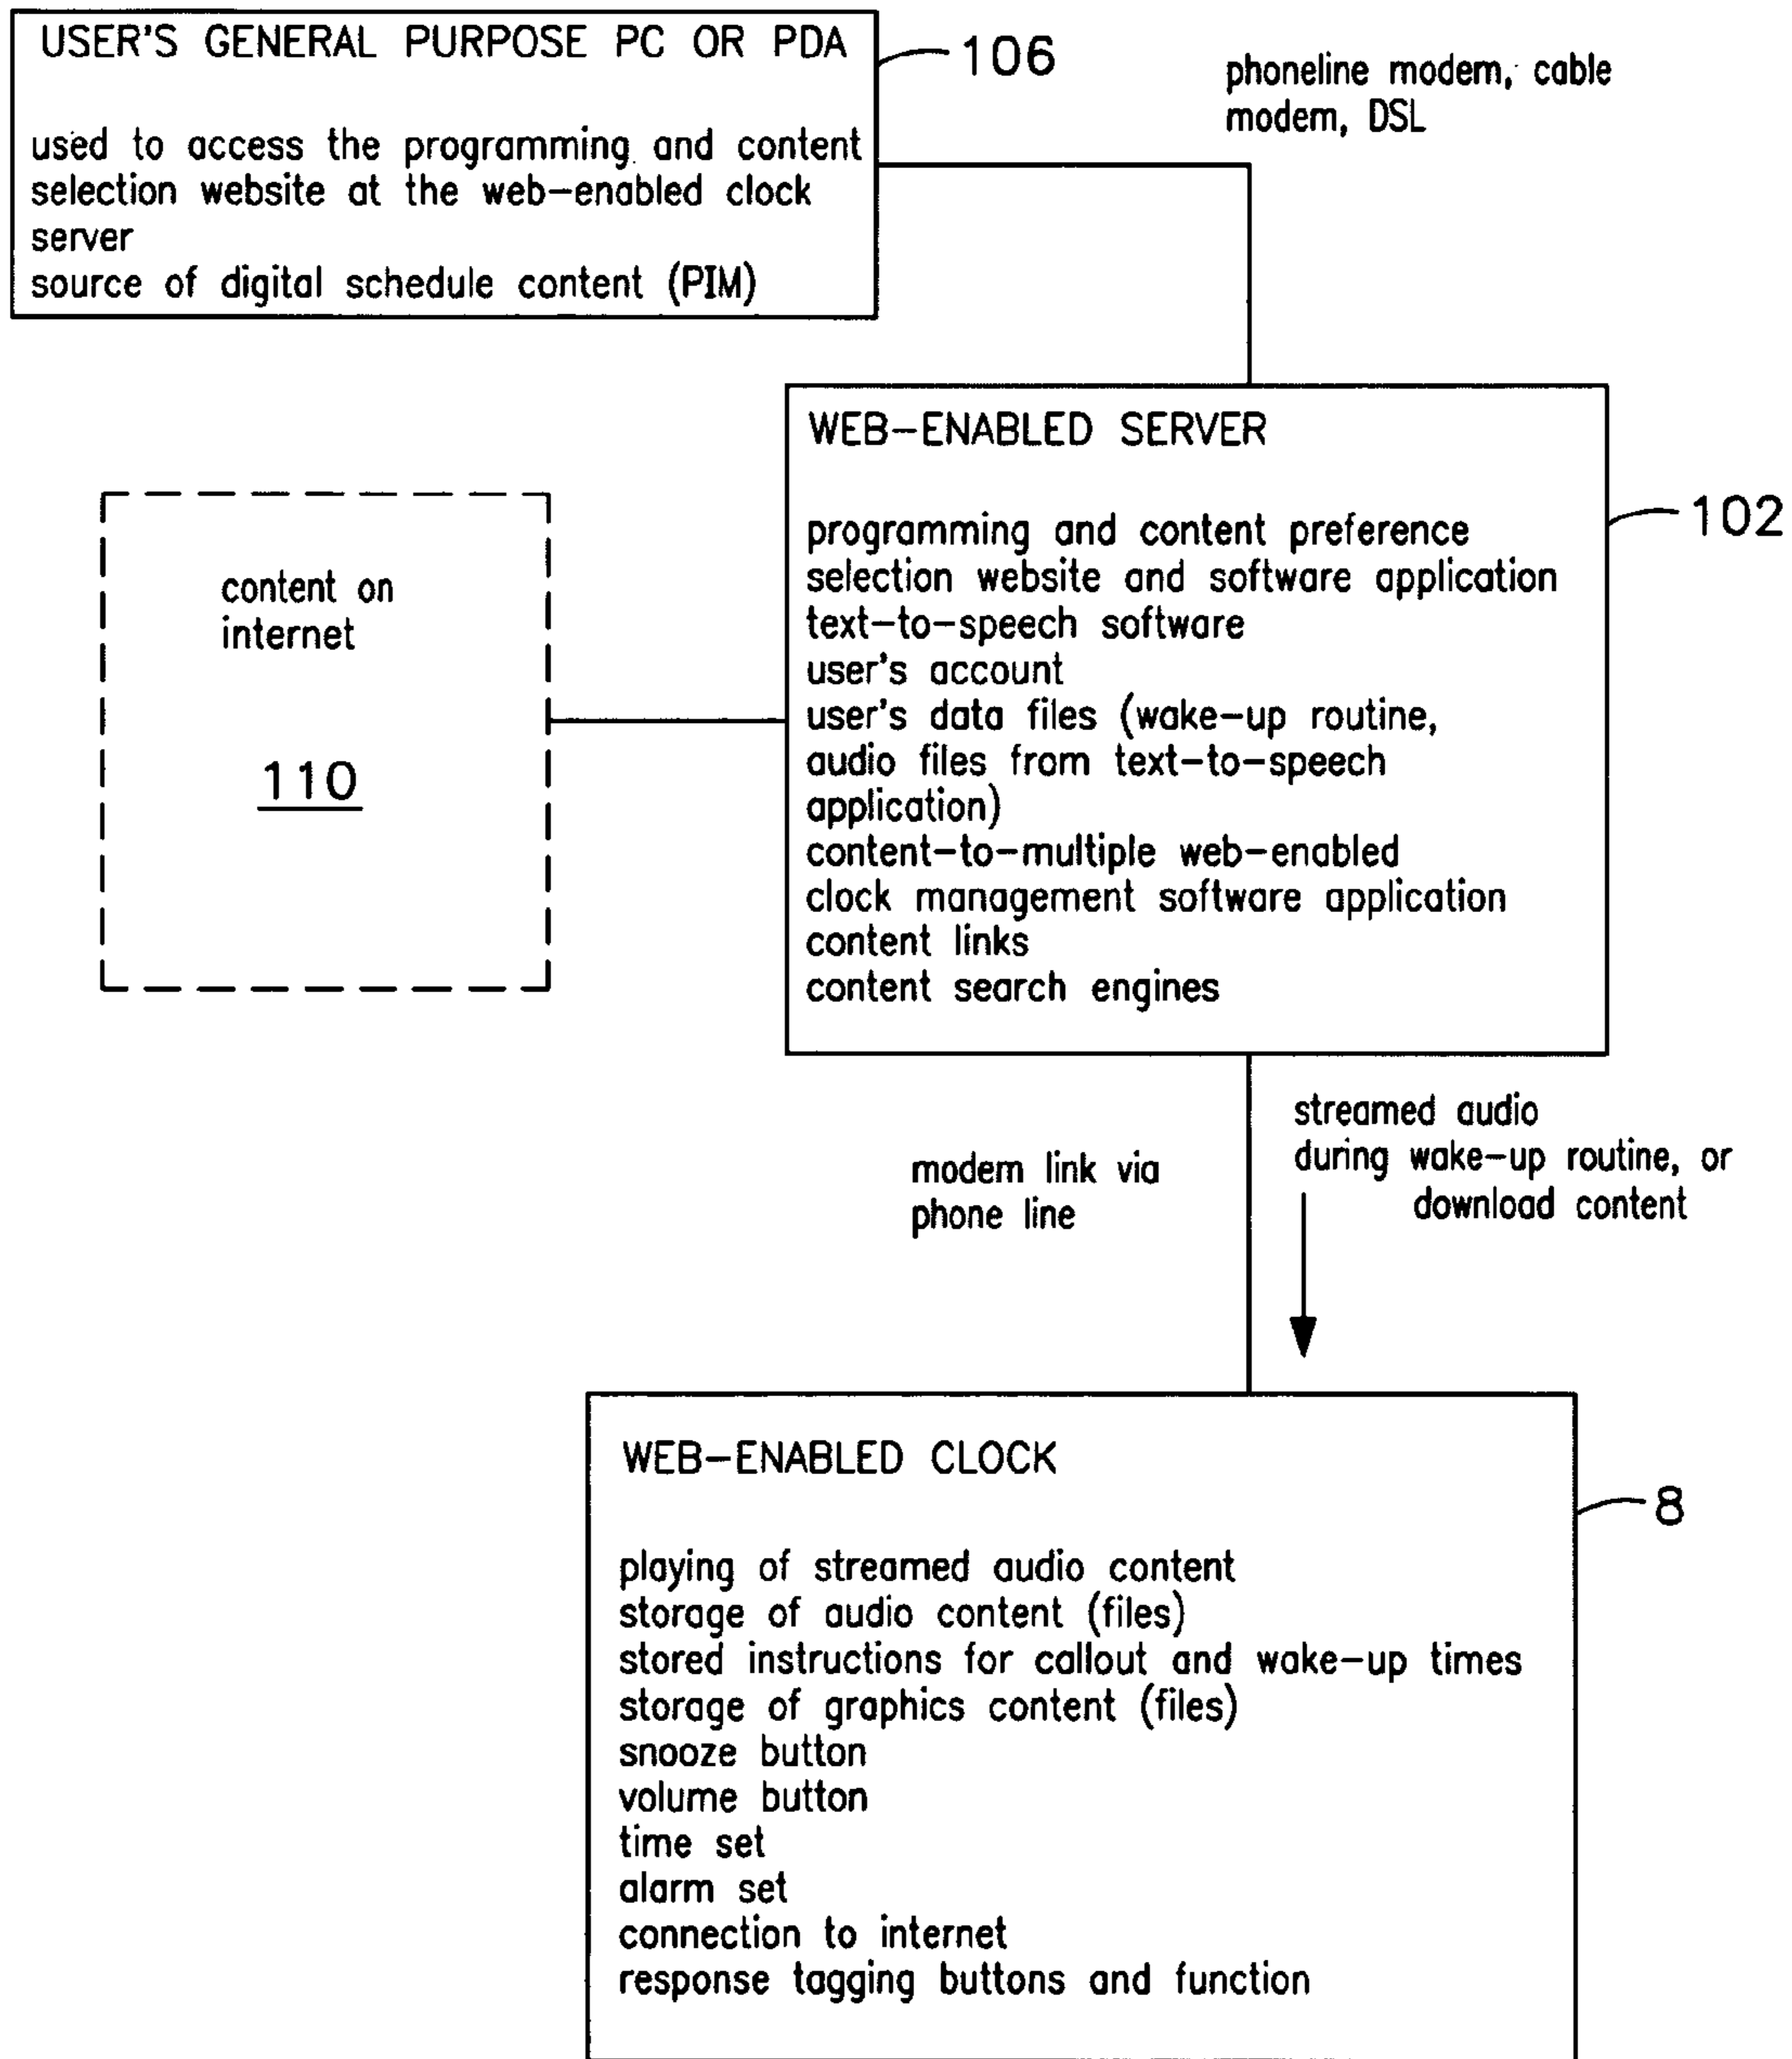 USER'S GENERAL PURPOSE PC OR PDA
106
used to access the programming and content
selection website at the web-enabled clock
server
source of digital schedule content (PIM)
phoneline modem, cable
modem, DSL
WEB-ENABLED SERVER
102
programming and content preference
selection website and software application
text-to-speech software
user's account
user's data files (wake-up routine,
audio files from text-to-speech
application)
content-to-multiple web-enabled
clock management software application
content links
content search engines
content on
internet
110
modem link via
phone line
streamed audio
during wake-up routine, or
download content
WEB-ENABLED CLOCK
8
playing of streamed audio content
storage of audio content (files)
stored instructions for callout and wake-up times
storage of graphics content (files)
snooze button
volume button
time set
alarm set
connection to internet
response tagging buttons and function